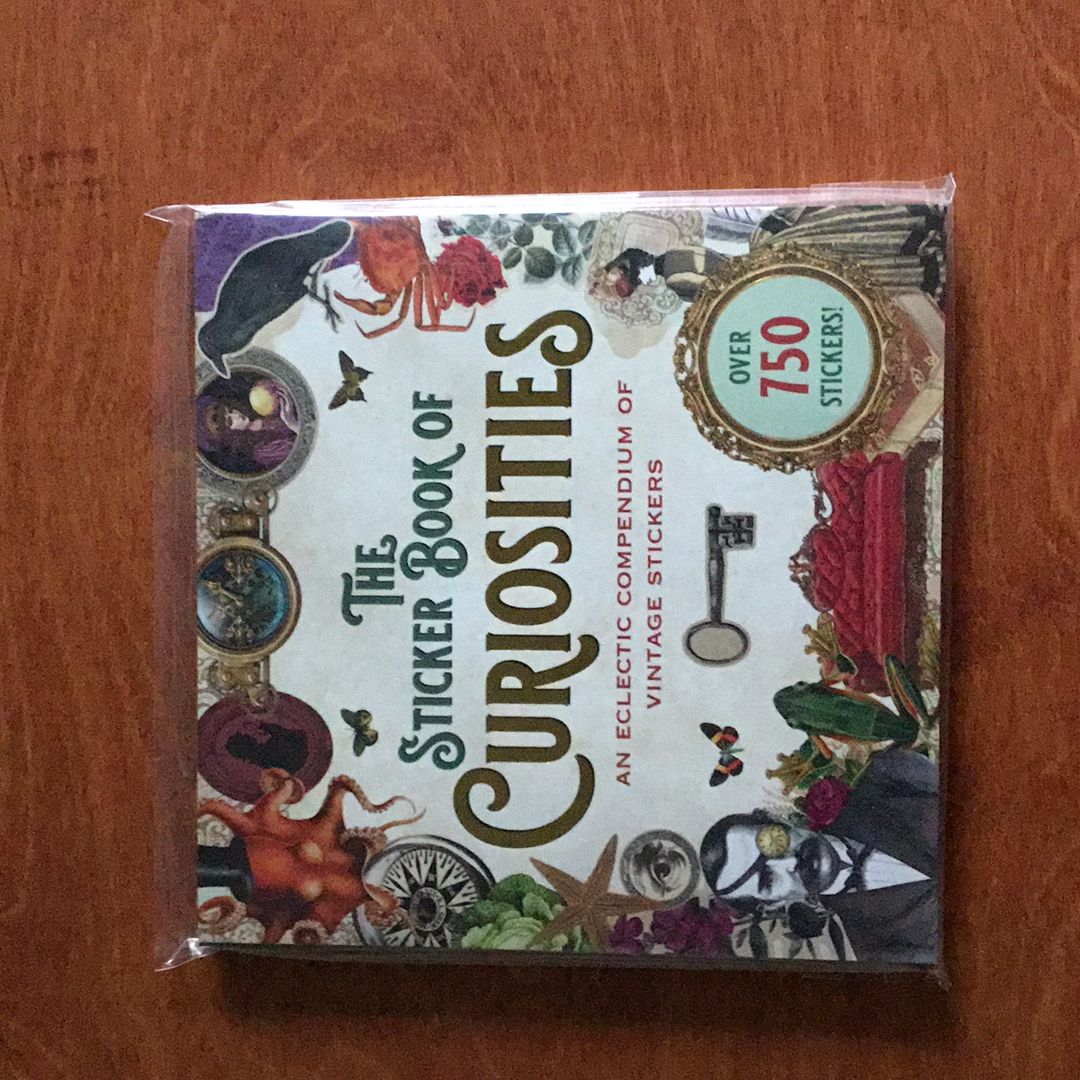 THE
STICKER BOOK OF
CURIOSITIES
AN ECLECTIC COMPENDIUM OF
VINTAGE STICKERS
OVER
750
STICKERS!